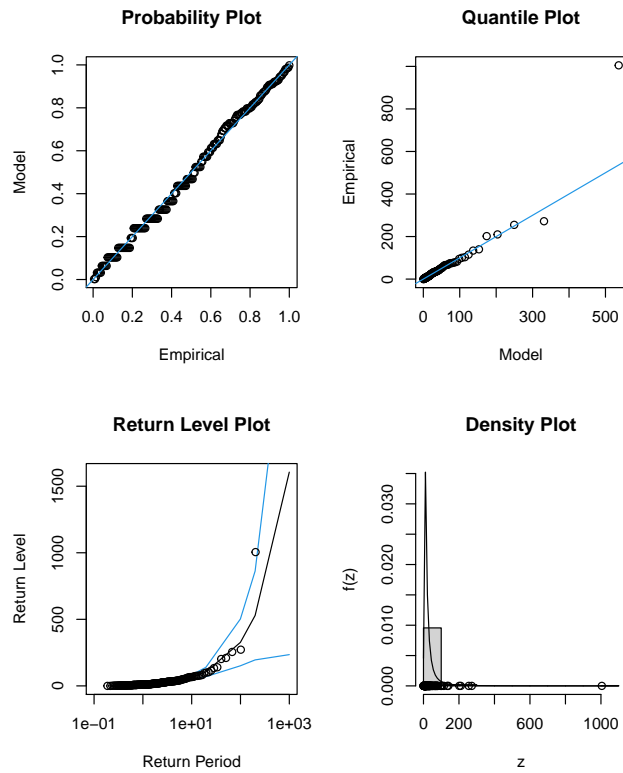 Probability Plot
Model
0.0 0.2 0.4 0.6 0.8 1.0
0.0 0.2 0.4 0.6 0.8 1.0
Empirical
Quantile Plot
Empirical
0 200 400 600 800 1000
0 100 300 500
Model
Return Level Plot
Return Level
0 500 1000 1500
1e−01 1e+01 1e+03
Return Period
Density Plot
f(z)
0.000 0.010 0.020 0.030
0 200 600 1000
z